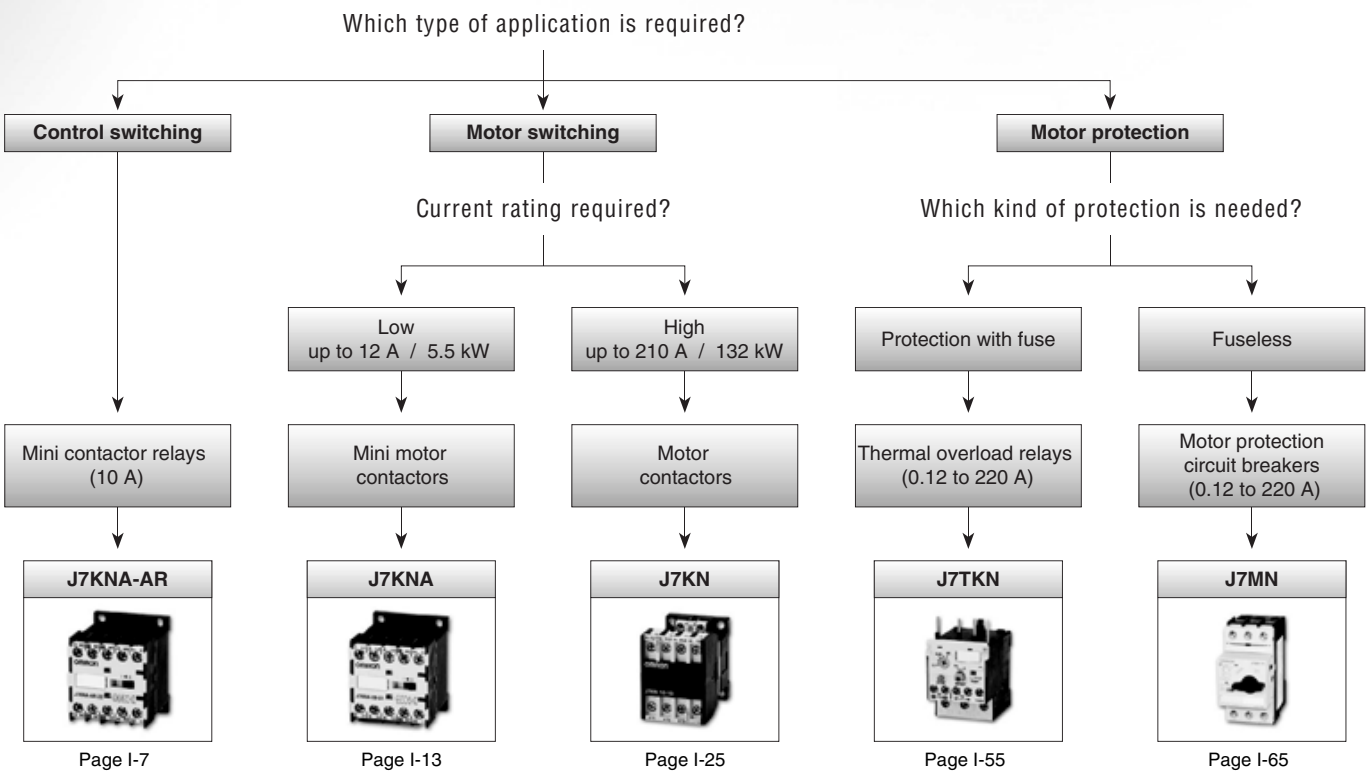 Which type of application is required?
Control switching
Motor switching
Motor protection
Current rating required?
Which kind of protection is needed?
Low
up to 12 A / 5.5 kW
High
up to 210 A / 132 kW
Protection with fuse
Fuseless
Mini contactor relays
(10 A)
Mini motor
contactors
Motor
contactors
Thermal overload relays
(0.12 to 220 A)
Motor protection
circuit breakers
(0.12 to 220 A)
J7KNA-AR
J7KNA
J7KN
J7TKN
J7MN
OMRON
OMRON
OMRON
Page I-7
Page I-13
Page I-25
Page I-55
Page I-65